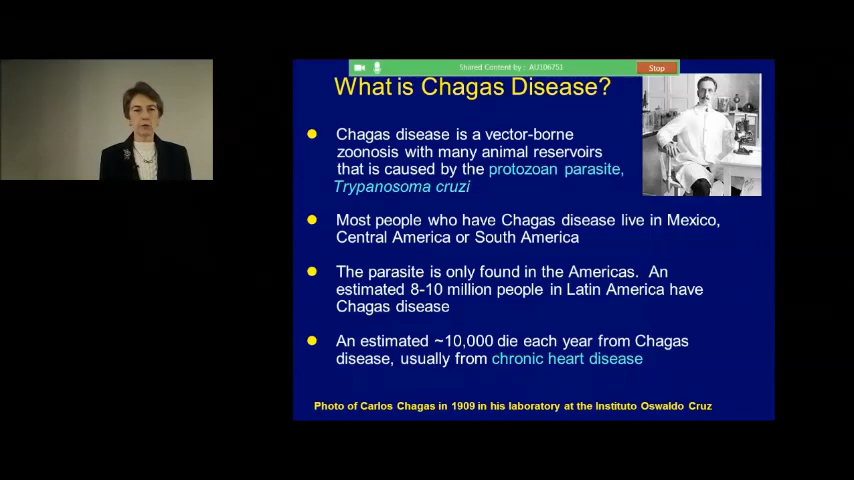 Shared Content by : AU106751
Stop
What is Chagas Disease?
Chagas disease is a vector-borne
zoonosis with many animal reservoirs
that is caused by the protozoan parasite,
Trypanosoma cruzi
Most people who have Chagas disease live in Mexico,
Central America or South America
The parasite is only found in the Americas. An
estimated 8-10 million people in Latin America have
Chagas disease
An estimated ~10,000 die each year from Chagas
disease, usually from chronic heart disease
Photo of Carlos Chagas in 1909 in his laboratory at the Instituto Oswaldo Cruz